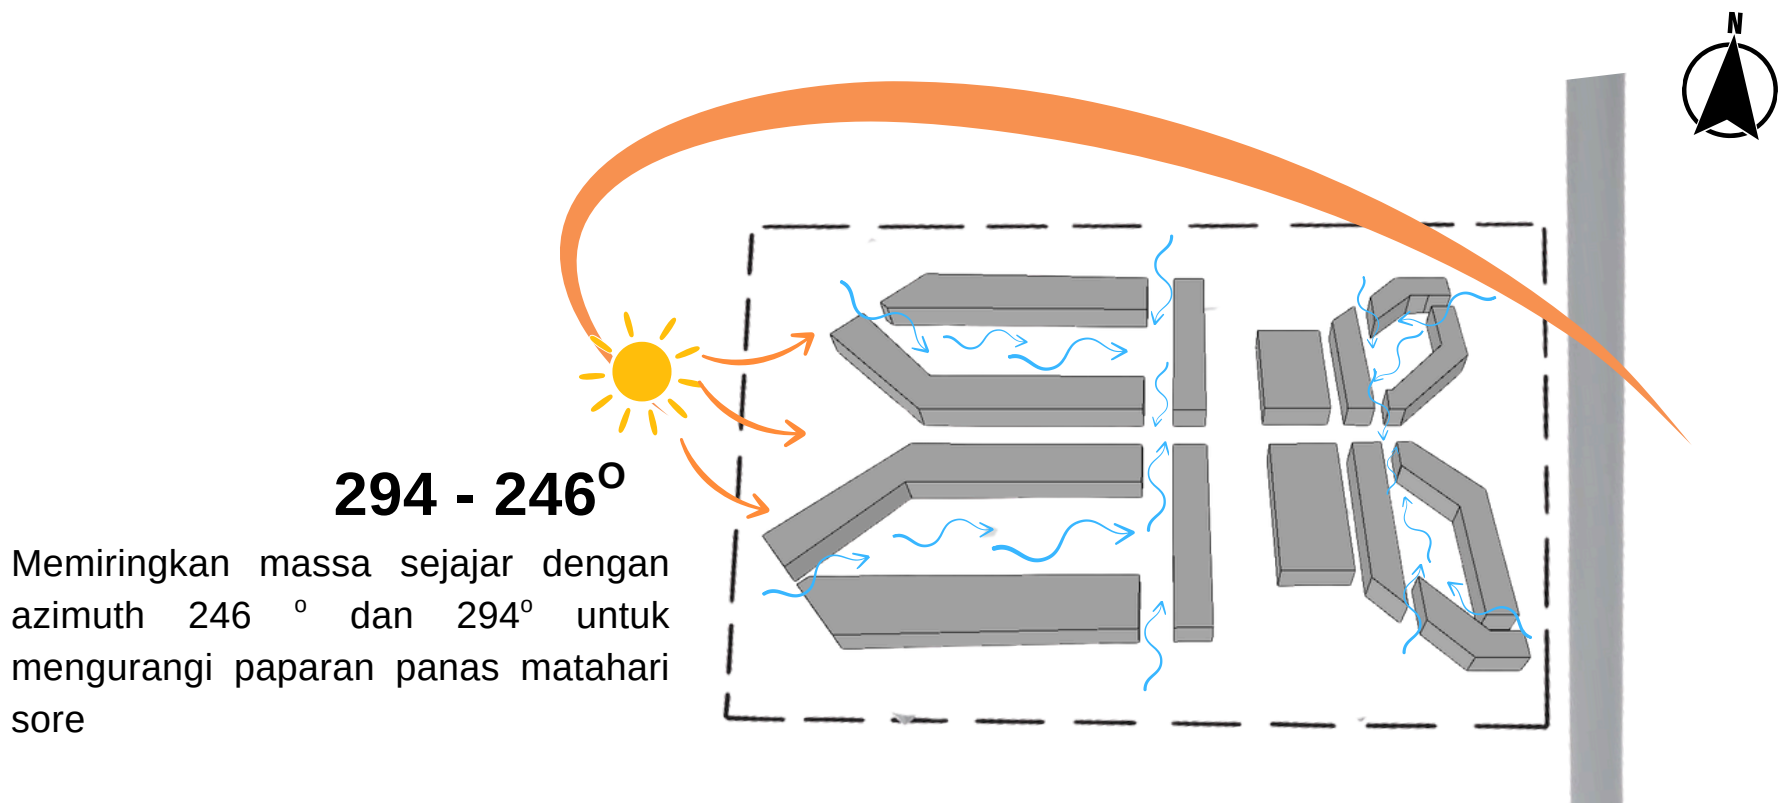 N
294 - 246O
Memiringkan massa sejajar dengan
azimuth 246 o dan 294o untuk
mengurangi paparan panas matahari
sore